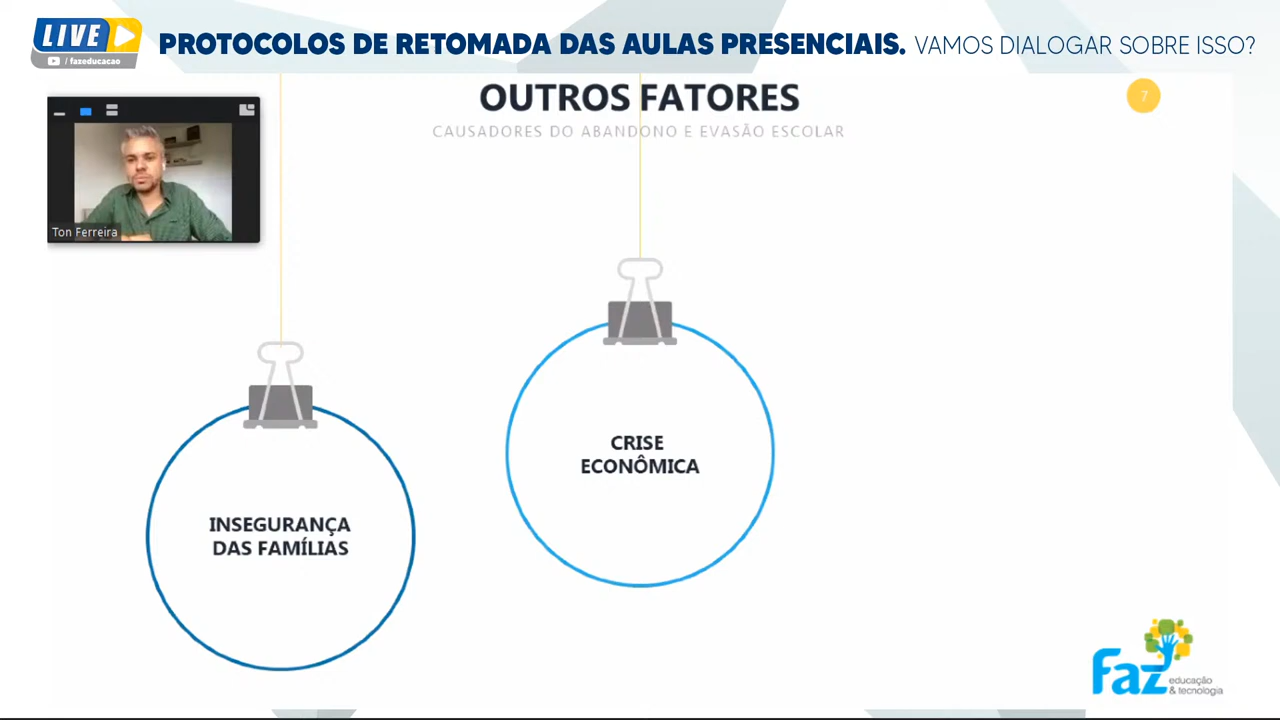 LIVE
/ fazeducacao
PROTOCOLOS DE RETOMADA DAS AULAS PRESENCIAIS. VAMOS DIALOGAR SOBRE ISSO?
OUTROS FATORES
7
CAUSADORES DO ABANDONO E EVASÃO ESCOLAR
Ton Ferreira
CRISE
ECONÔMICA
INSEGURANÇA
DAS FAMÍLIAS
Faz
educação
& tecnologia